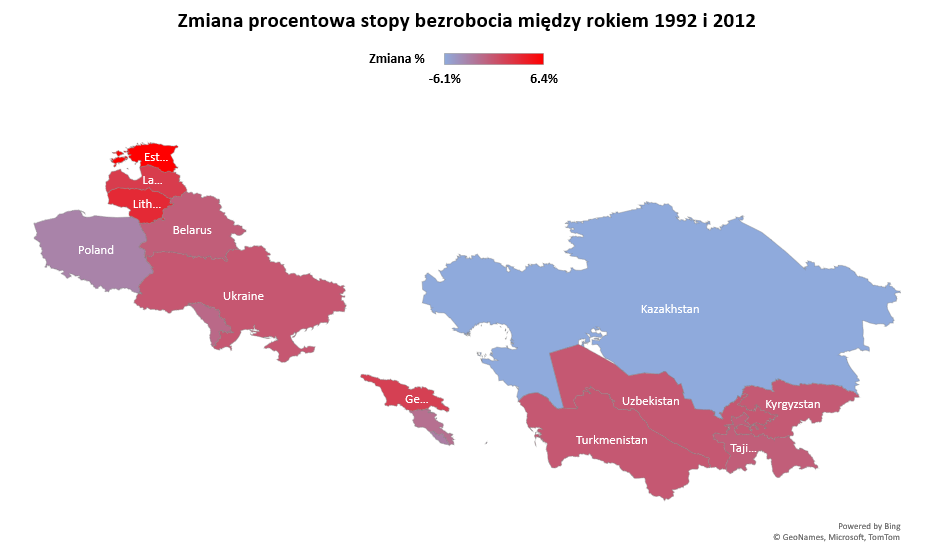 Zmiana procentowa stopy bezrobocia między rokiem 1992 i 2012
Zmiana %
-6.1% 6.4%
Est...
La...
Lith...
Belarus
Poland
Ukraine
Kazakhstan
Ge...
Uzbekistan
Kyrgyzstan
Turkmenistan
Taji...
Powered by Bing
© GeoNames, Microsoft, TomTom